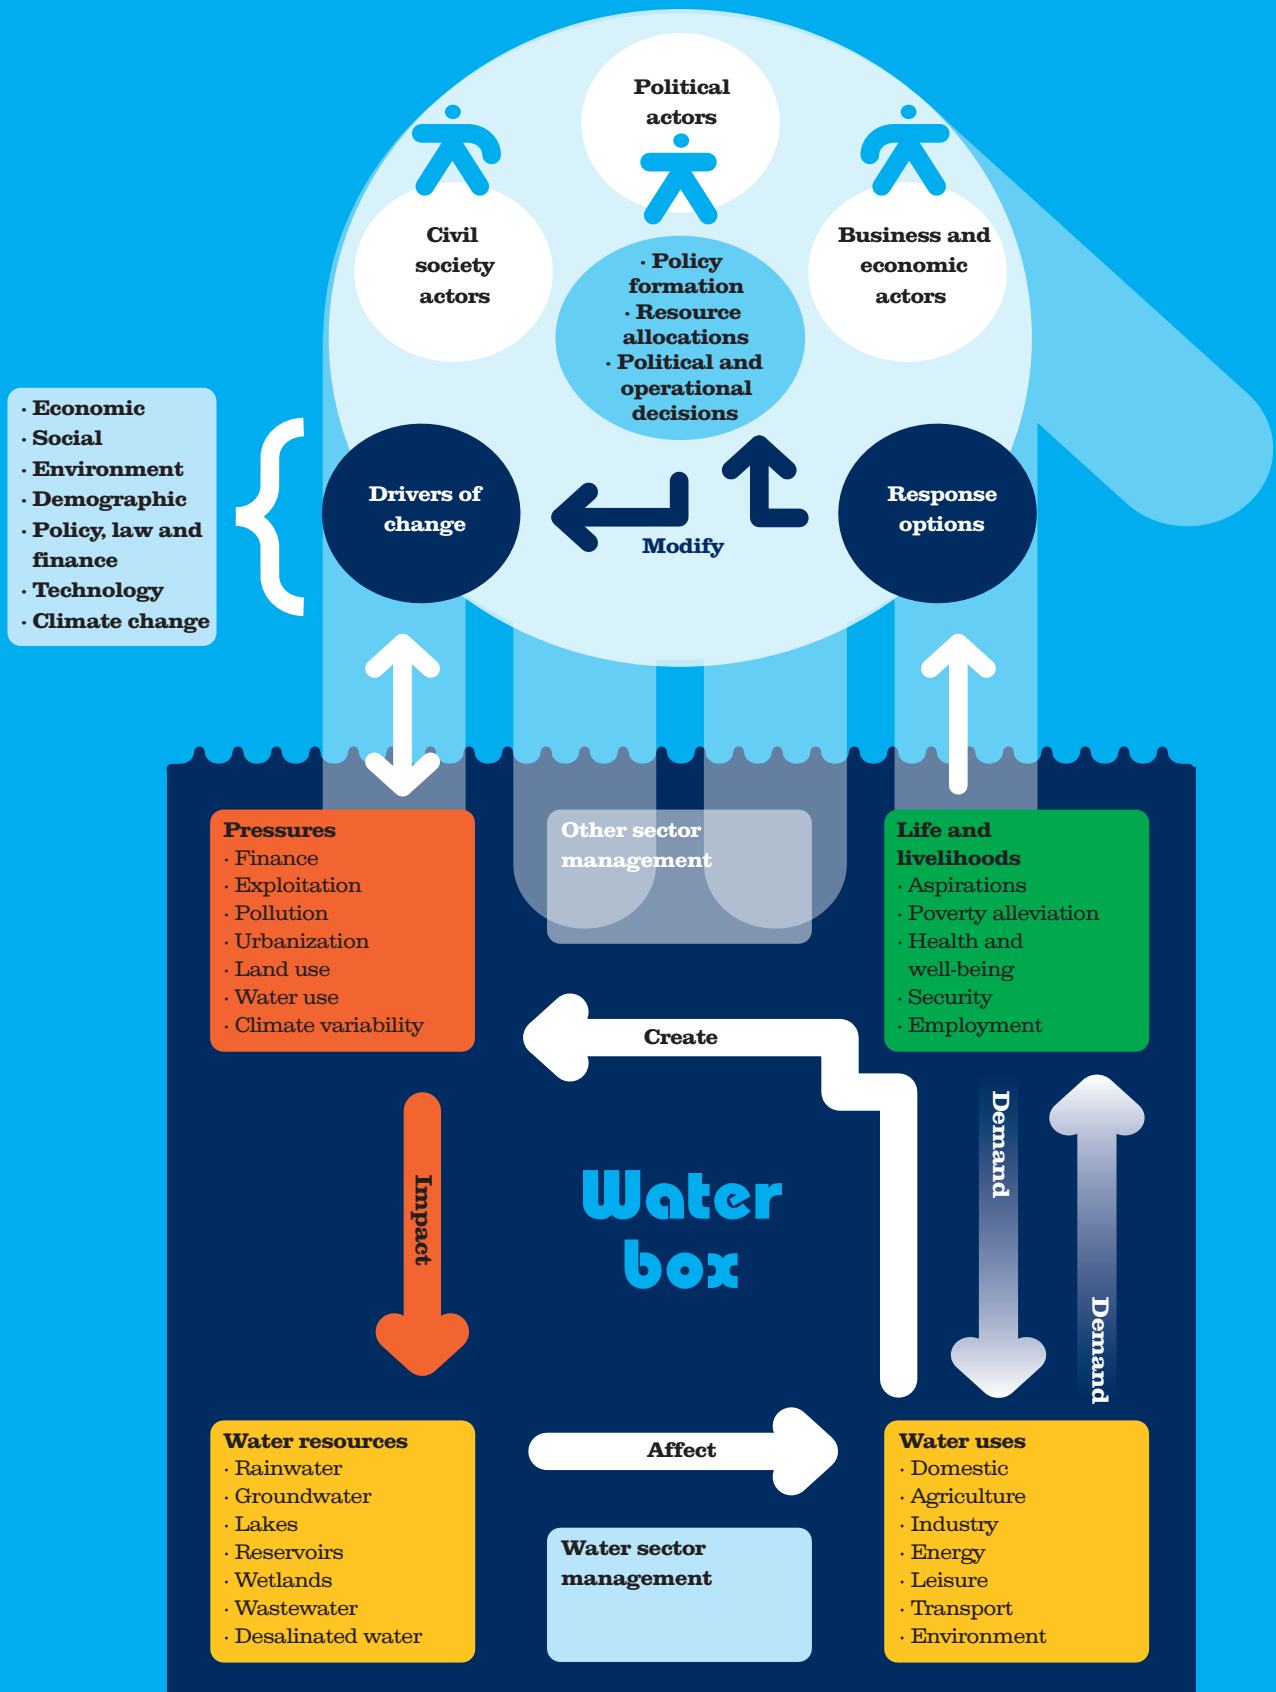 Political
actors
Civil
society
actors
Business and
economic
actors
· Policy
formation
· Resource
allocations
· Political and
operational
decisions
· Economic
· Social
· Environment
· Demographic
· Policy, law and
finance
· Technology
· Climate change
Drivers of
change
Modify
Response
options
Pressures
· Finance
· Exploitation
· Pollution
· Urbanization
· Land use
· Water use
· Climate variability
Other sector
management
Life and
livelihoods
· Aspirations
· Poverty alleviation
· Health and
well-being
· Security
· Employment
Create
Impact
Water
box
Demand
Demand
Water resources
· Rainwater
· Groundwater
· Lakes
· Reservoirs
· Wetlands
· Wastewater
· Desalinated water
Affect
Water sector
management
Water uses
· Domestic
· Agriculture
· Industry
· Energy
· Leisure
· Transport
· Environment